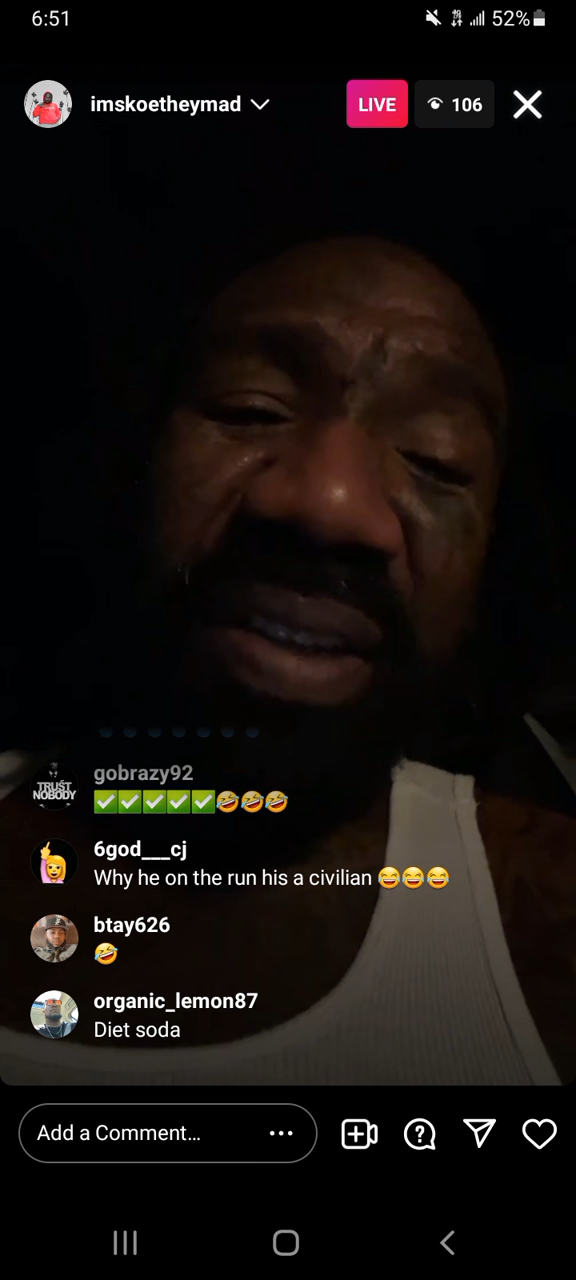 6:51
52%
imskoetheymad
LIVE
106
TRUST
NOBODY
gobrazy92
✅✅✅✅✅🤣🤣🤣
6god___cj
Why he on the run his a civilian 😂😂😂
btay626
🤣
organic_lemon87
Diet soda
Add a Comment...